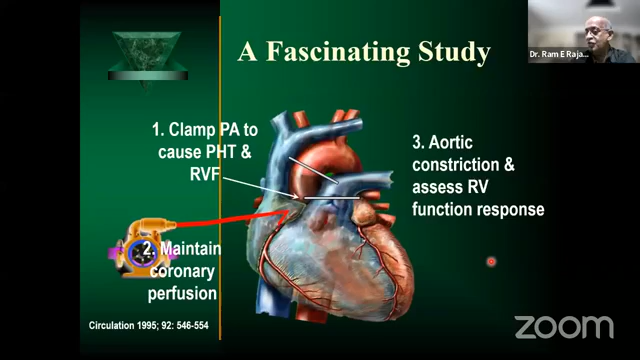 Dr. Ram E Raja...
A Fascinating Study
1. Clamp PA to
cause PHT &
RVF
3. Aortic
constriction &
assess RV
function response
2. Maintain
coronary
perfusion
Circulation 1995; 92: 546-554
zoom